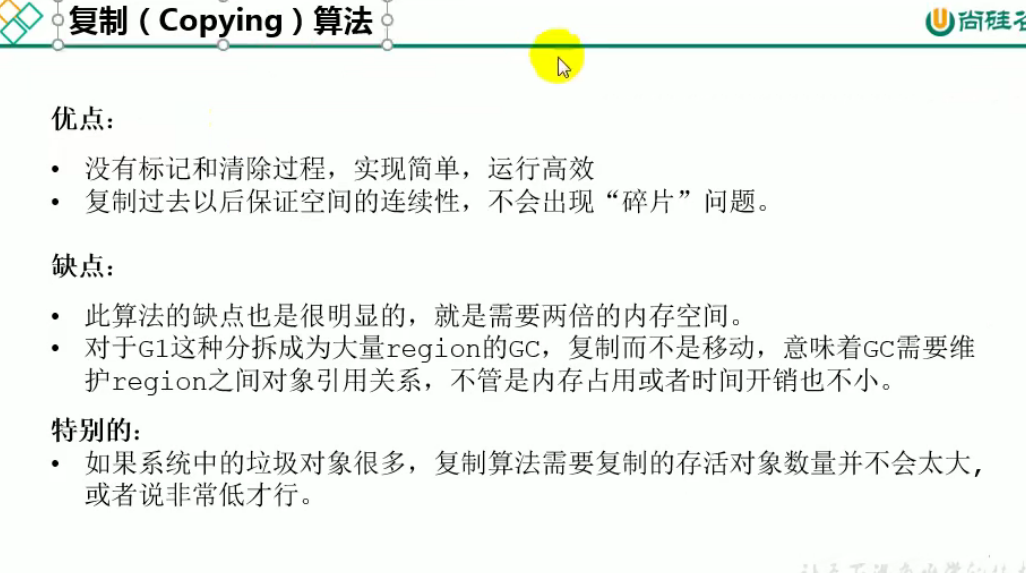 复制（Copying）算法
尚硅谷
优点：
• 没有标记和清除过程，实现简单，运行高效
• 复制过去以后保证空间的连续性，不会出现“碎片”问题。
缺点：
• 此算法的缺点也是很明显的，就是需要两倍的内存空间。
• 对于G1这种分拆成为大量region的GC，复制而不是移动，意味着GC需要维
护region之间对象引用关系，不管是内存占用或者时间开销也不小。
特别的：
• 如果系统中的垃圾对象很多，复制算法需要复制的存活对象数量并不会太大,
或者说非常低才行。